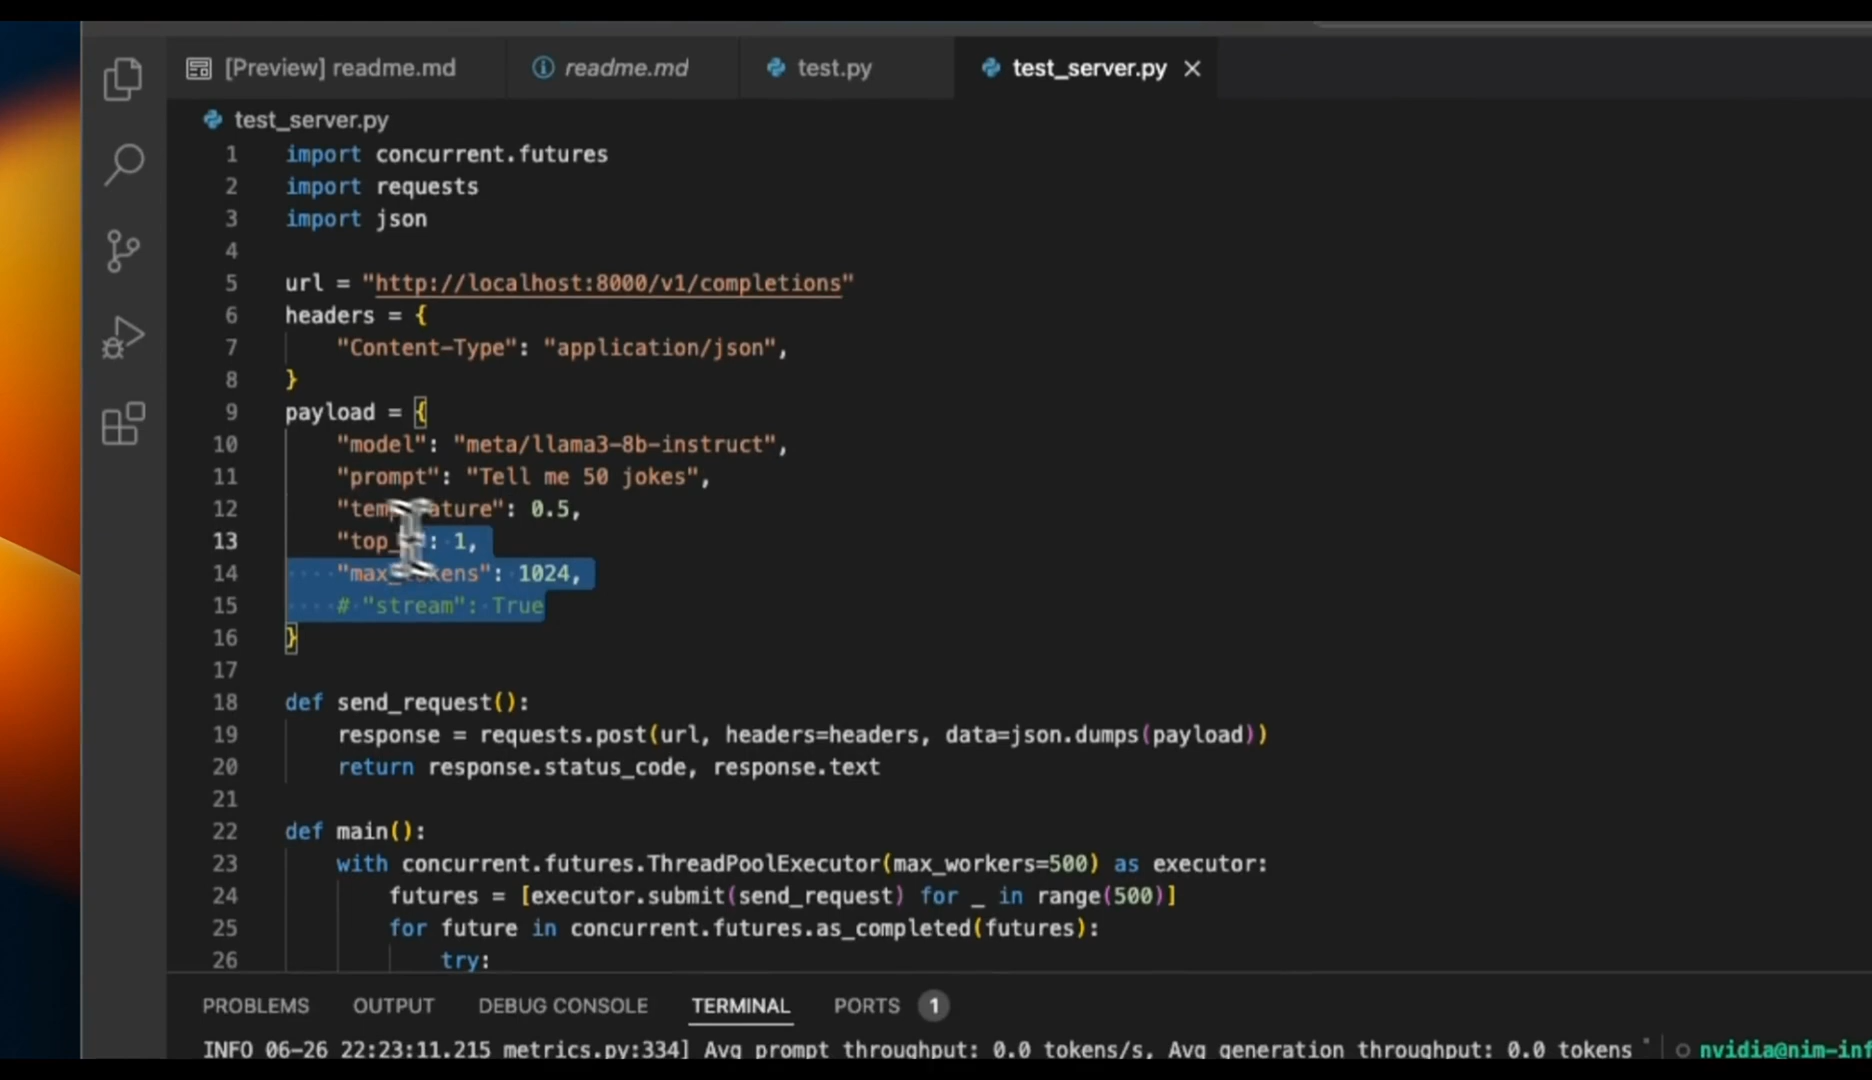 [Preview] readme.md
readme.md
test.py
test_server.py
test_server.py
1 import concurrent.futures
2 import requests
3 import json
4
5 url = "http://localhost:8000/v1/completions"
6 headers = {
7 "Content-Type": "application/json",
8 }
9 payload = {
10 "model": "meta/llama3-8b-instruct",
11 "prompt": "Tell me 50 jokes",
12 "temperature": 0.5,
13 : 1,
14 "max_tokens": 1024,
15 # "stream": True
16 }
17
18 def send_request():
19 response = requests.post(url, headers=headers, data=json.dumps(payload))
20 return response.status_code, response.text
21
22 def main():
23 with concurrent.futures.ThreadPoolExecutor(max_workers=500) as executor:
24 futures = [executor.submit(send_request) for _ in range(500)]
25 for future in concurrent.futures.as_completed(futures):
26 try:
PROBLEMS OUTPUT DEBUG CONSOLE TERMINAL PORTS 1
INFO 06-26 22:23:11.215 metrics.py:334] Avg prompt throughput: 0.0 tokens/s, Avg generation throughput: 0.0 tokens
nvidia@nim-inf